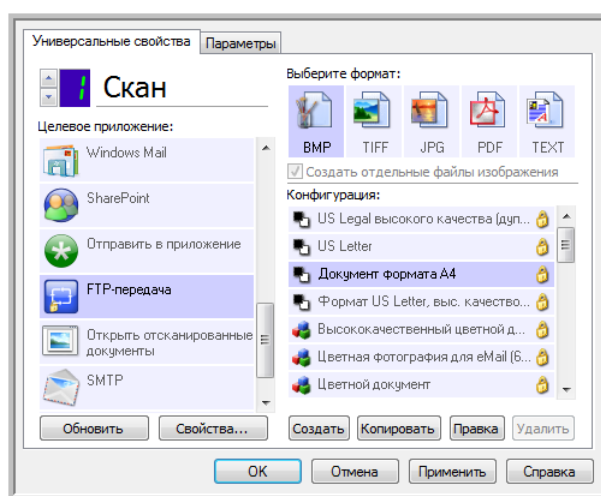 Универсальные свойства
Параметры
1 Скан
Целевое приложение:
Windows Mail
SharePoint
Отправить в приложение
FTP-передача
Открыть отсканированные
документы
SMTP
Обновить
Свойства...
Выберите формат:
BMP
TIFF
JPG
PDF
TEXT
Создать отдельные файлы изображения
Конфигурация:
US Legal высокого качества (дуп...
US Letter
Документ формата A4
Формат US Letter, выс. качество...
Высококачественный цветной д...
Цветная фотография для eMail (6...
Цветной документ
Создать
Копировать
Правка
Удалить
OK
Отмена
Применить
Справка